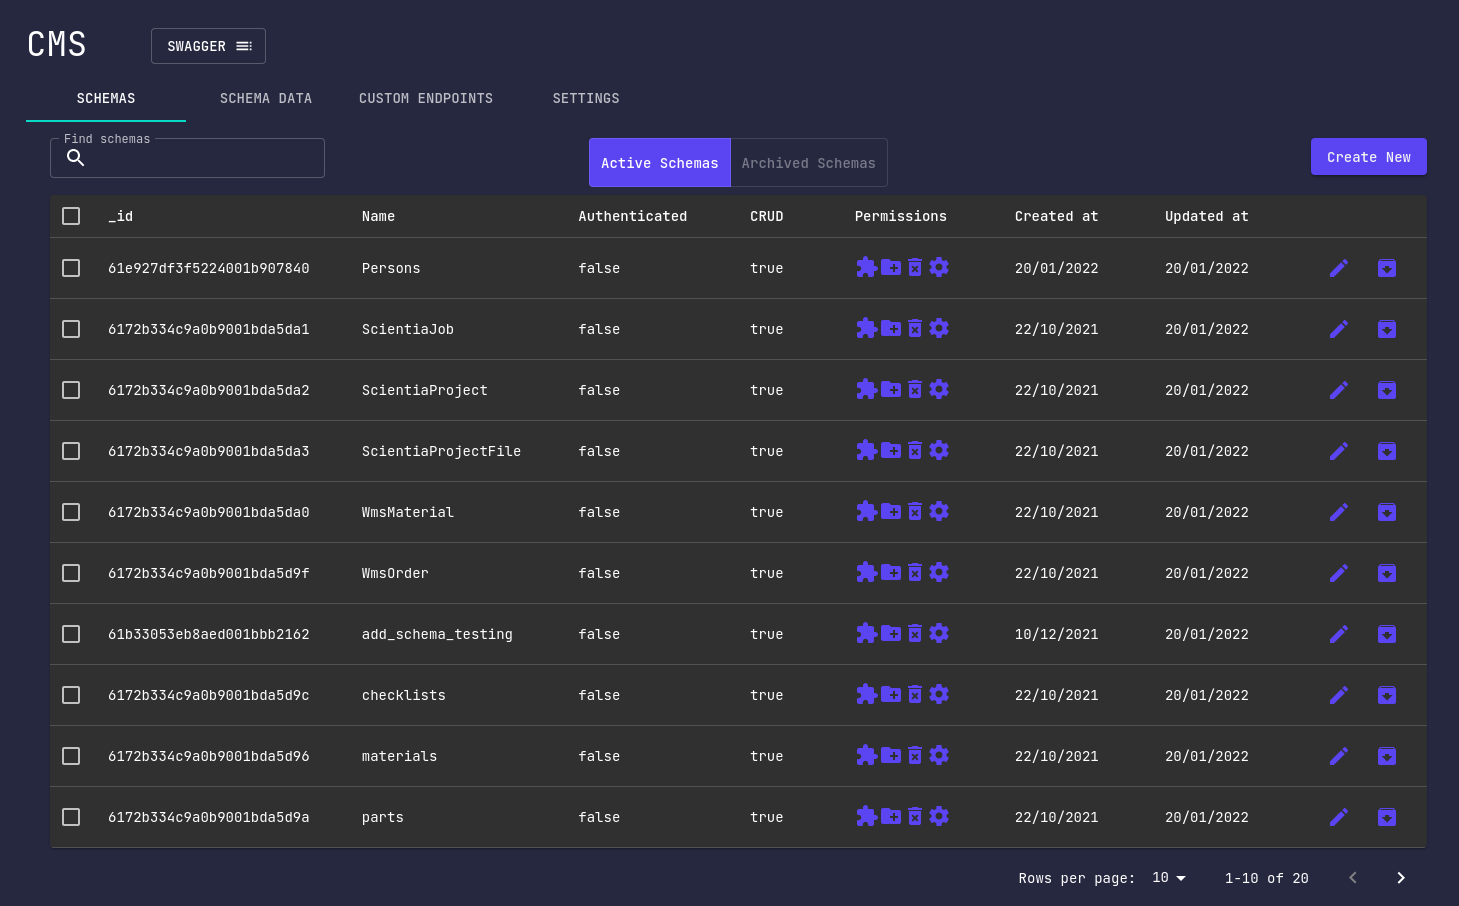 CMS SWAGGER
SCHEMAS SCHEMA DATA CUSTOM ENDPOINTS SETTINGS
Find schemas
Active Schemas Archived Schemas Create New
_id Name Authenticated CRUD Permissions Created at Updated at
61e927df3f5224001b907840 Persons false true 20/01/2022 20/01/2022
6172b334c9a0b9001bda5da1 ScientiaJob false true 22/10/2021 20/01/2022
6172b334c9a0b9001bda5da2 ScientiaProject false true 22/10/2021 20/01/2022
6172b334c9a0b9001bda5da3 ScientiaProjectFile false true 22/10/2021 20/01/2022
6172b334c9a0b9001bda5da0 WmsMaterial false true 22/10/2021 20/01/2022
6172b334c9a0b9001bda5d9f WmsOrder false true 22/10/2021 20/01/2022
61b33053eb8aed001bbb2162 add_schema_testing false true 10/12/2021 20/01/2022
6172b334c9a0b9001bda5d9c checklists false true 22/10/2021 20/01/2022
6172b334c9a0b9001bda5d96 materials false true 22/10/2021 20/01/2022
6172b334c9a0b9001bda5d9a parts false true 22/10/2021 20/01/2022
Rows per page: 10 1-10 of 20